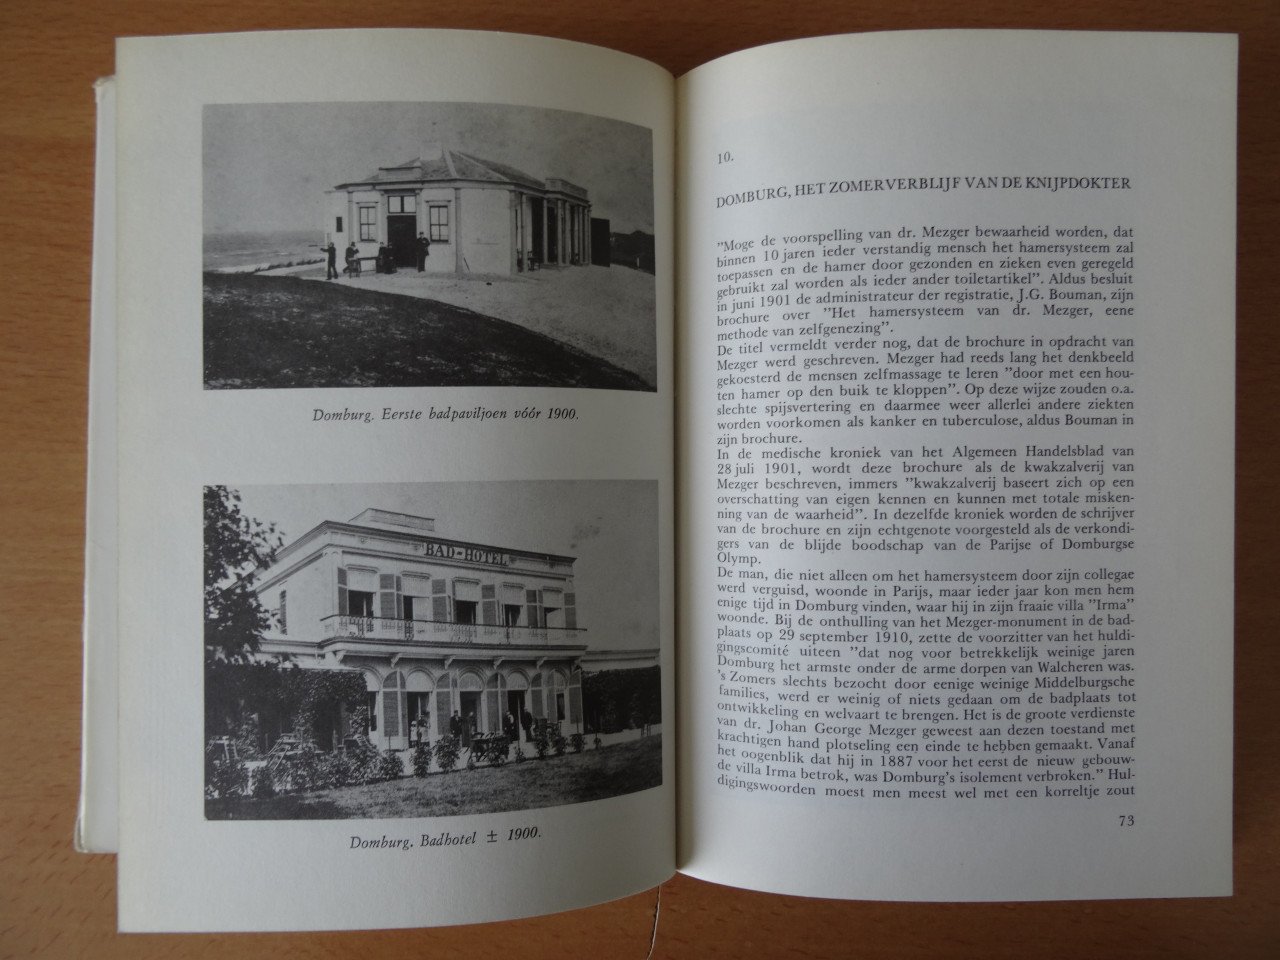 Domburg. Eerste badpaviljoen vóór 1900.
BAD-HOTEL
Domburg. Badhotel ± 1900.
10.
DOMBURG, HET ZOMERVERBLIJF VAN DE KNIJPDOKTER
"Moge de voorspelling van dr. Mezger bewaarheid worden, dat
binnen 10 jaren ieder verstandig mensch het hamersysteem zal
toepassen en de hamer door gezonden en zieken even geregeld
gebruikt zal worden als ieder ander toiletartikel". Aldus besluit
in juni 1901 de administrateur der registratie, J.G. Bouman, zijn
brochure over "Het hamersysteem van dr. Mezger, eene
methode van zelfgenezing".
De titel vermeldt verder nog, dat de brochure in opdracht van
Mezger werd geschreven. Mezger had reeds lang het denkbeeld
gekoesterd de mensen zelfmassage te leren "door met een hou-
ten hamer op den buik te kloppen". Op deze wijze zouden o.a.
slechte spijsvertering en daarmee weer allerlei andere ziekten
worden voorkomen als kanker en tuberculose, aldus Bouman in
zijn brochure.
In de medische kroniek van het Algemeen Handelsblad van
28 juli 1901, wordt deze brochure als de kwakzalverij van
Mezger beschreven, immers "kwakzalverij baseert zich op een
overschatting van eigen kennen en kunnen met totale misken-
ning van de waarheid". In dezelfde kroniek worden de schrijver
van de brochure en zijn echtgenote voorgesteld als de verkondi-
gers van de blijde boodschap van de Parijse of Domburgse
Olymp.
De man, die niet alleen om het hamersysteem door zijn collegae
werd verguisd, woonde in Parijs, maar ieder jaar kon men hem
enige tijd in Domburg vinden, waar hij in zijn fraaie villa "Irma"
woonde. Bij de onthulling van het Mezger-monument in de bad-
plaats op 29 september 1910, zette de voorzitter van het huldi-
gingscomité uiteen "dat nog voor betrekkelijk weinige jaren
Domburg het armste onder de arme dorpen van Walcheren was.
's Zomers slechts bezocht door eenige weinige Middelburgsche
families, werd er weinig of niets gedaan om de badplaats tot
ontwikkeling en welvaart te brengen. Het is de groote verdienste
van dr. Johan George Mezger geweest aan dezen toestand met
krachtigen hand plotseling een einde te hebben gemaakt. Vanaf
het oogenblik dat hij in 1887 voor het eerst de nieuw gebouw-
de villa Irma betrok, was Domburg's isolement verbroken." Hul-
digingswoorden moest men meest wel met een korreltje zout
73